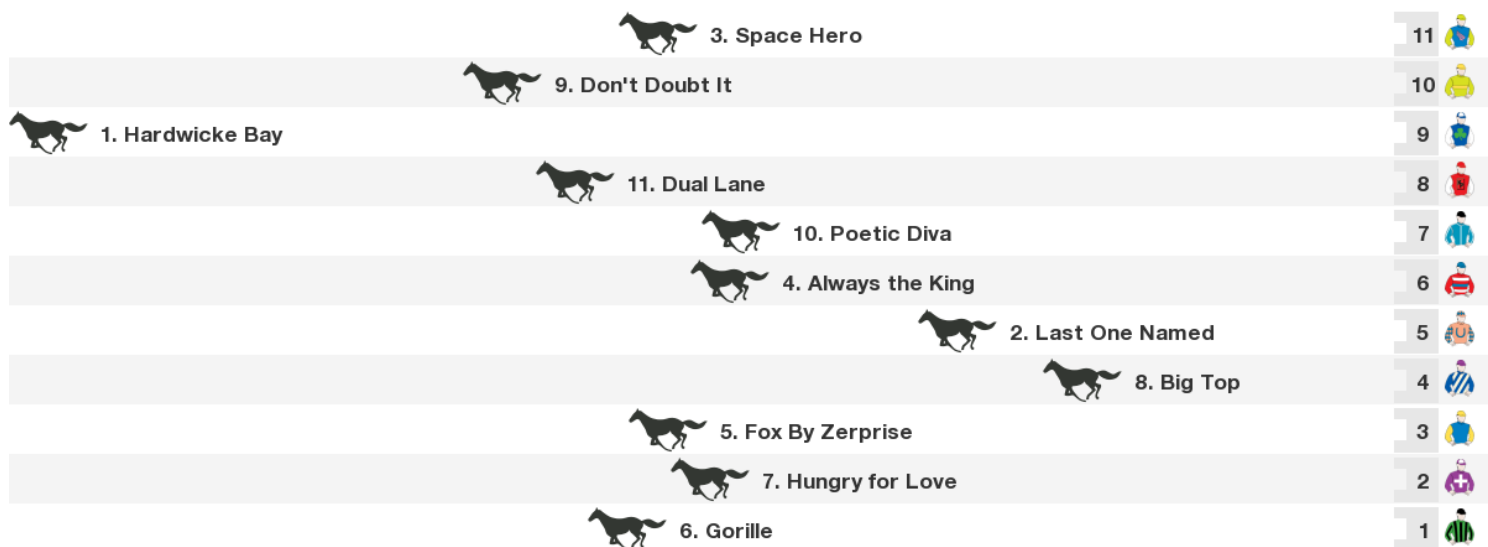 3. Space Hero 11
9. Don't Doubt It 10
1. Hardwicke Bay 9
11. Dual Lane 8
10. Poetic Diva 7
4. Always the King 6
2. Last One Named 5
8. Big Top 4
5. Fox By Zerprise 3
7. Hungry for Love 2
6. Gorille 1